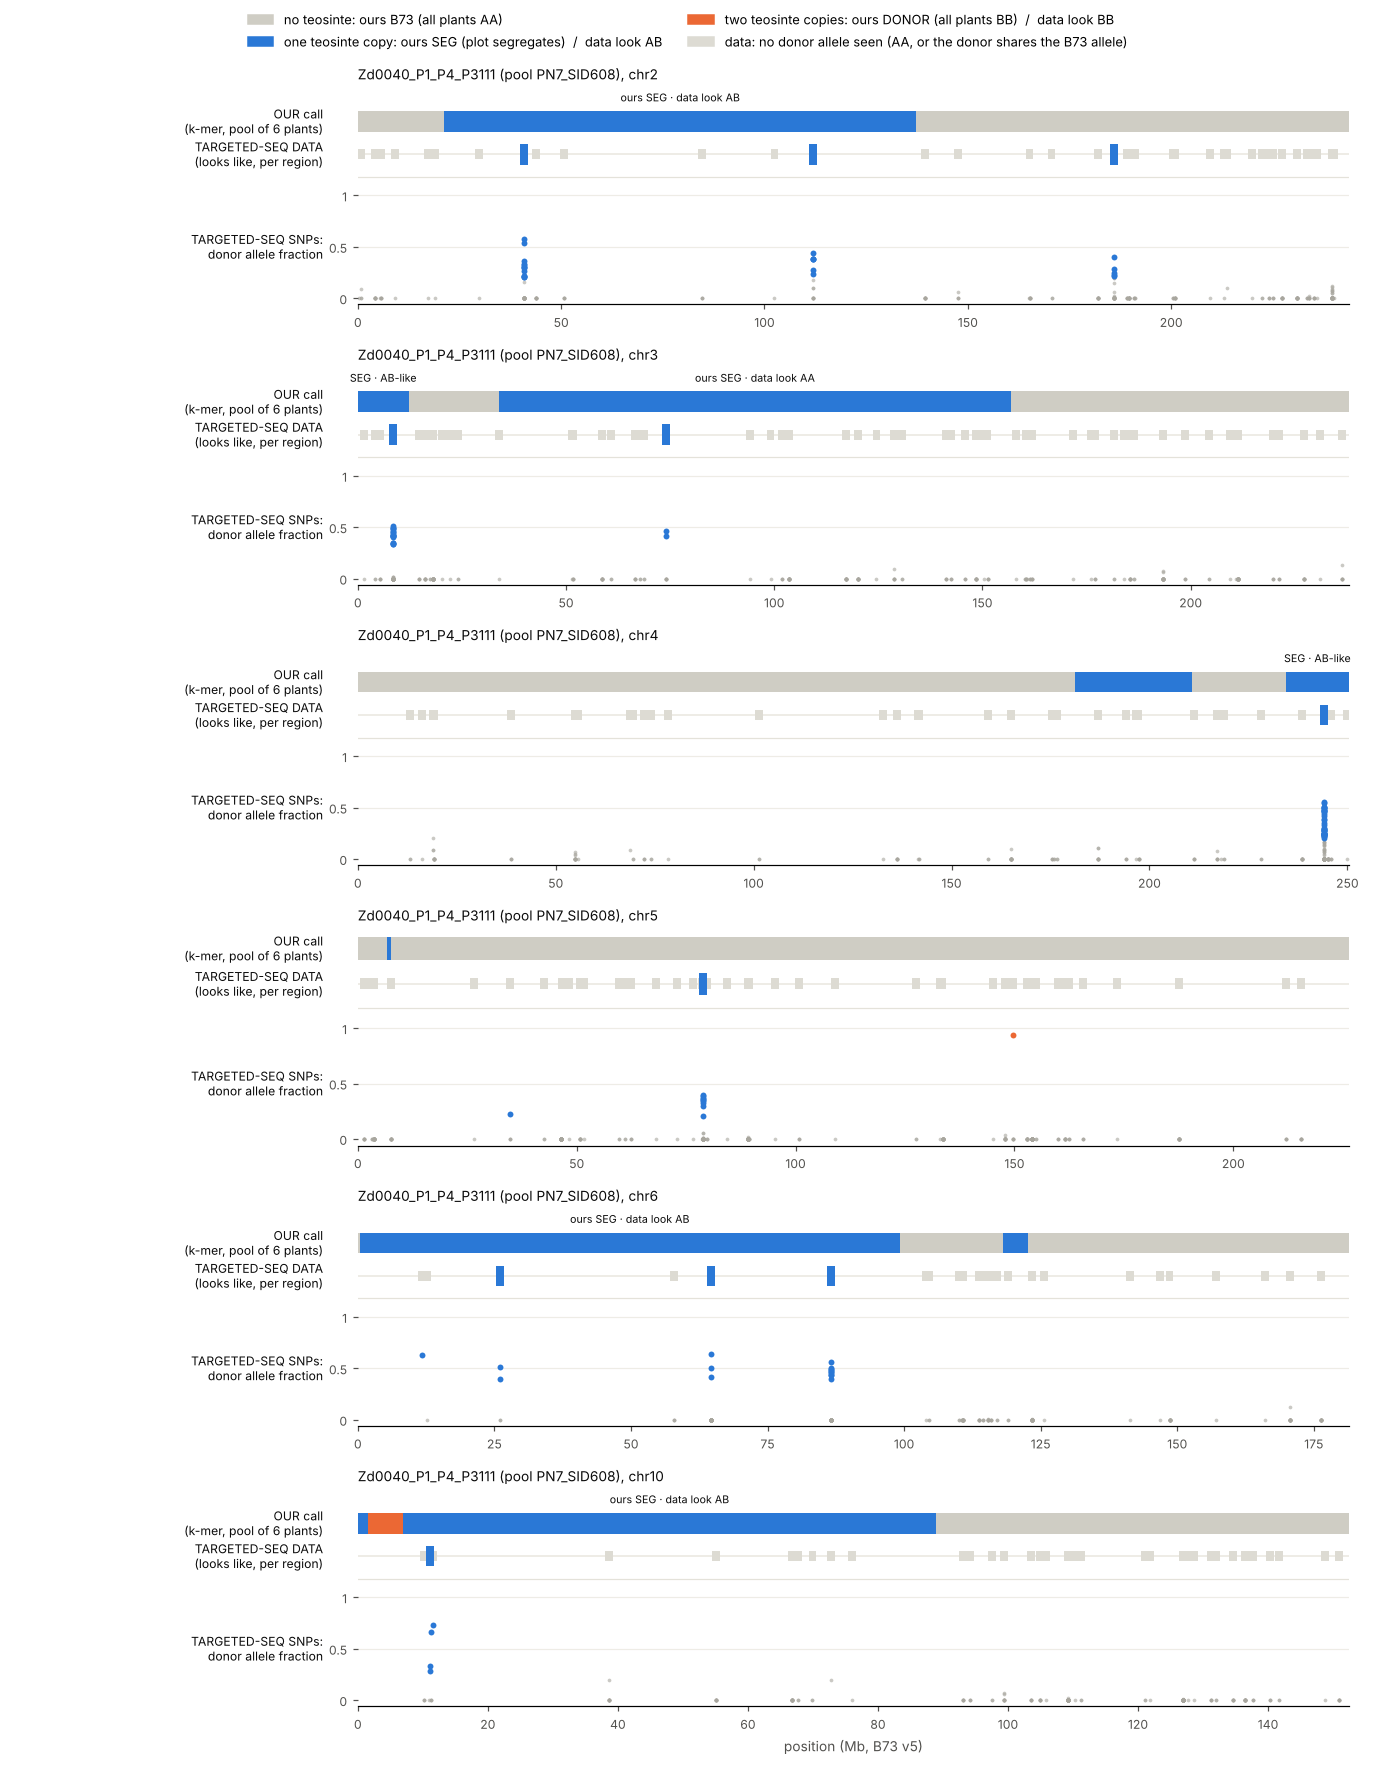 no teosinte: ours B73 (all plants AA)
two teosinte copies: ours DONOR (all plants BB)  /  data look BB
one teosinte copy: ours SEG (plot segregates)  /  data look AB
data: no donor allele seen (AA, or the donor shares the B73 allele)
Zd0040_P1_P4_P3111 (pool PN7_SID608), chr2
ours SEG · data look AB
OUR call
(k-mer, pool of 6 plants)
TARGETED-SEQ DATA
(looks like, per region)
1
TARGETED-SEQ SNPs:
donor allele fraction
0.5
0
0 50 100 150 200
Zd0040_P1_P4_P3111 (pool PN7_SID608), chr3
SEG · AB-like
ours SEG · data look AA
OUR call
(k-mer, pool of 6 plants)
TARGETED-SEQ DATA
(looks like, per region)
1
TARGETED-SEQ SNPs:
donor allele fraction
0.5
0
0 50 100 150 200
Zd0040_P1_P4_P3111 (pool PN7_SID608), chr4
SEG · AB-like
OUR call
(k-mer, pool of 6 plants)
TARGETED-SEQ DATA
(looks like, per region)
1
TARGETED-SEQ SNPs:
donor allele fraction
0.5
0
0 50 100 150 200 250
Zd0040_P1_P4_P3111 (pool PN7_SID608), chr5
OUR call
(k-mer, pool of 6 plants)
TARGETED-SEQ DATA
(looks like, per region)
1
TARGETED-SEQ SNPs:
donor allele fraction
0.5
0
0 50 100 150 200
Zd0040_P1_P4_P3111 (pool PN7_SID608), chr6
ours SEG · data look AB
OUR call
(k-mer, pool of 6 plants)
TARGETED-SEQ DATA
(looks like, per region)
1
TARGETED-SEQ SNPs:
donor allele fraction
0.5
0
0 25 50 75 100 125 150 175
Zd0040_P1_P4_P3111 (pool PN7_SID608), chr10
ours SEG · data look AB
OUR call
(k-mer, pool of 6 plants)
TARGETED-SEQ DATA
(looks like, per region)
1
TARGETED-SEQ SNPs:
donor allele fraction
0.5
0
0 20 40 60 80 100 120 140
position (Mb, B73 v5)